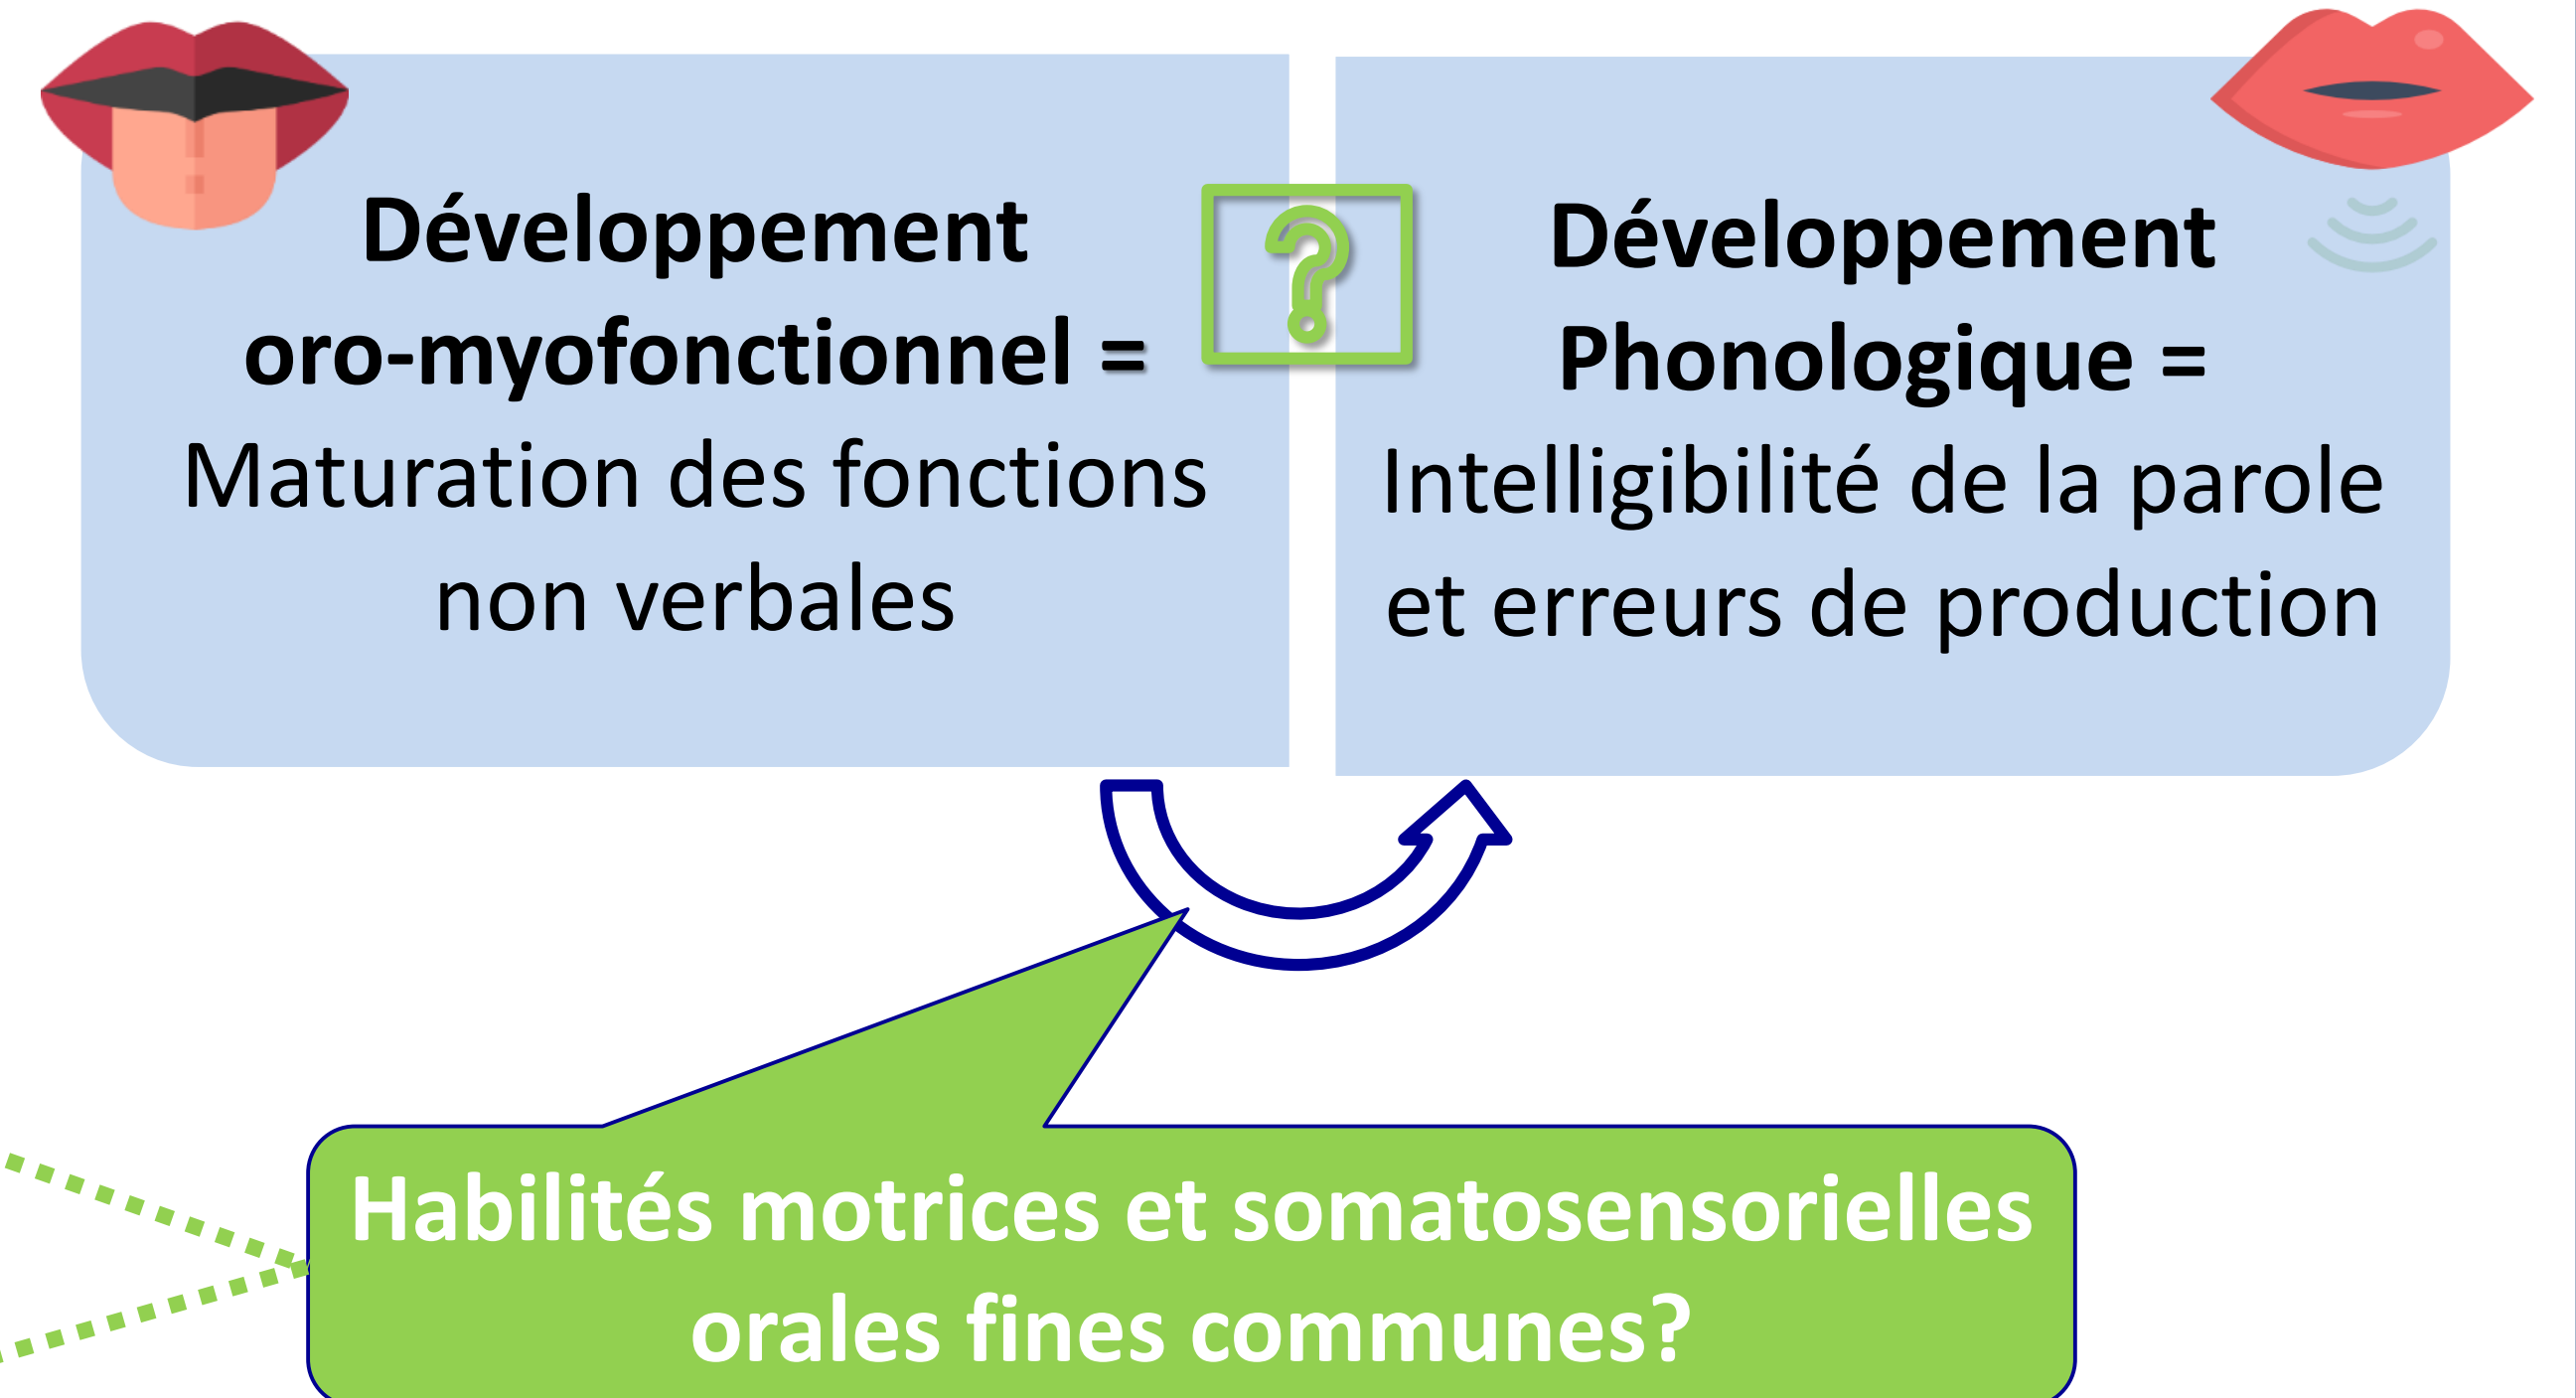 Développement
oro-myofonctionnel =
Maturation des fonctions
non verbales
?
Développement
Phonologique =
Intelligibilité de la parole
et erreurs de production
Habilités motrices et somatosensorielles
orales fines communes?